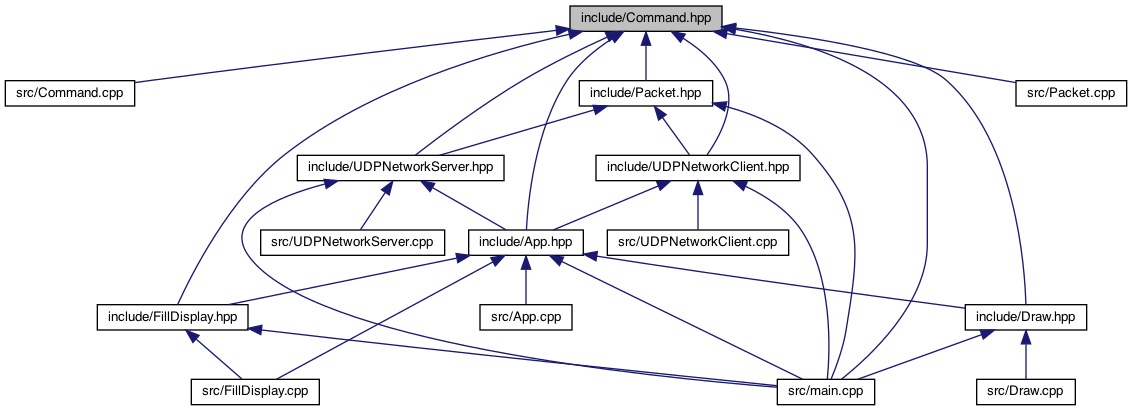 include/Command.hpp
src/Command.cpp
include/Packet.hpp
src/Packet.cpp
include/UDPNetworkServer.hpp
include/UDPNetworkClient.hpp
src/UDPNetworkServer.cpp
include/App.hpp
src/UDPNetworkClient.cpp
include/FillDisplay.hpp
src/App.cpp
include/Draw.hpp
src/FillDisplay.cpp
src/main.cpp
src/Draw.cpp